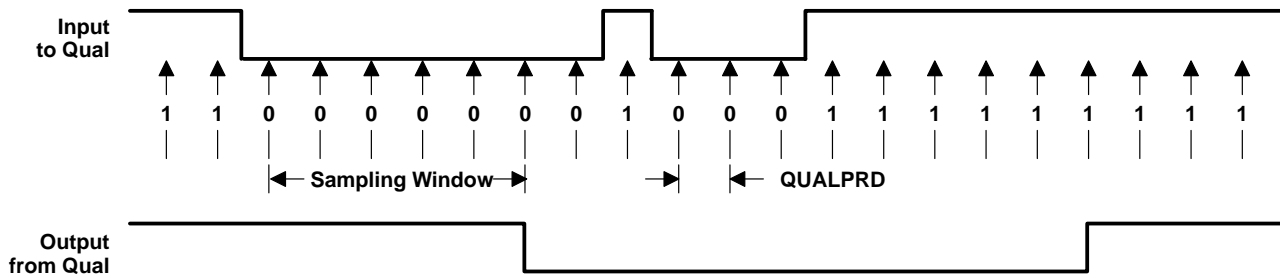 Input
to Qual
1 1 0 0 0 0 0 0 1 0 0 0 1 1 1 1 1 1 1 1 1
Sampling Window
QUALPRD
Output
from Qual